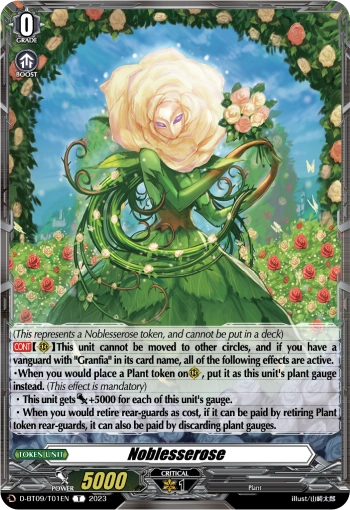 0
GRADE
BOOST
(This represents a Noblesserose token, and cannot be put in a deck)
CONT【 】This unit cannot be moved to other circles, and if you have a
vanguard with "Granfia" in its card name, all of the following effects are active.
・When you would place a Plant token on , put it as this unit's plant gauge
instead. (This effect is mandatory)
・This unit gets +5000 for each of this unit's gauge.
・When you would retire rear-guards as cost, if it can be paid by retiring Plant
token rear-guards, it can also be paid by discarding plant gauges.
TOKEN UNIT
Noblesserose
POWER 5000
CRITICAL
1
Plant
D-BT09/T01EN T 2023
illust/山崎太郎